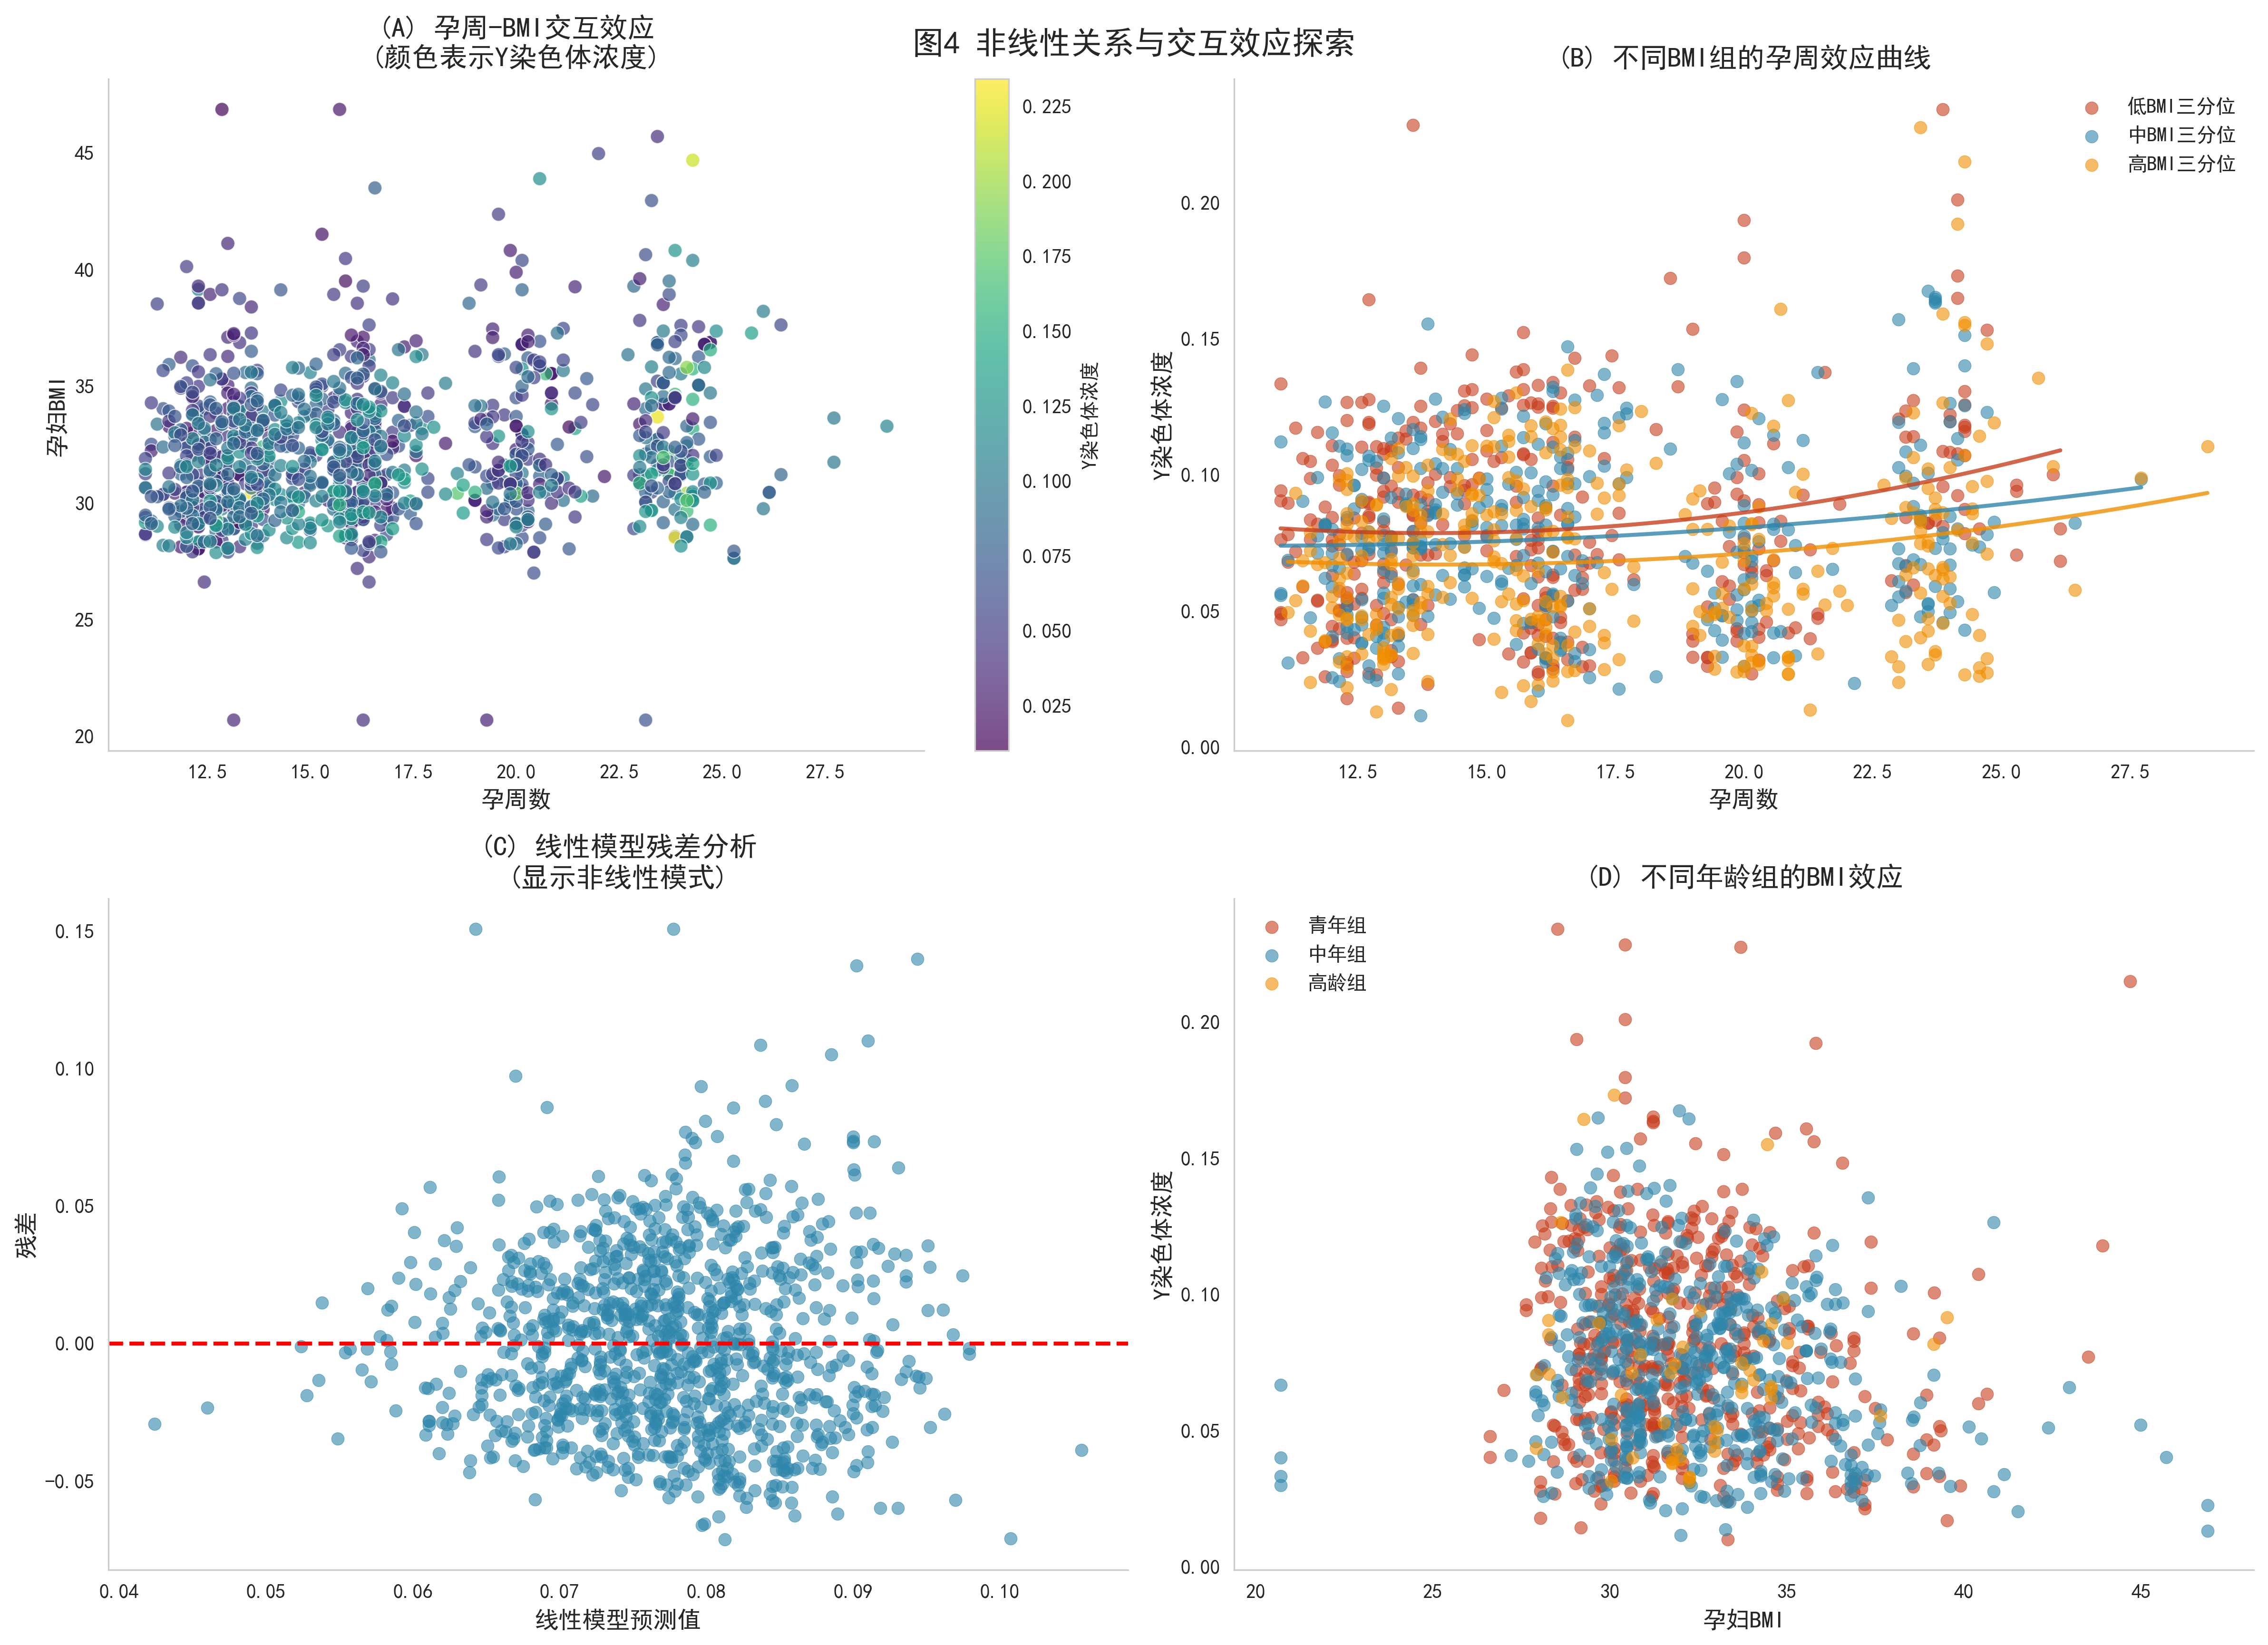 图4 非线性关系与交互效应探索
(A) 孕周-BMI交互效应
(颜色表示Y染色体浓度)
45
40
35
30
25
20
孕妇BMI
12.5 15.0 17.5 20.0 22.5 25.0 27.5
孕周数
0.225
0.200
0.175
0.150
0.125
0.100
0.075
0.050
0.025
Y染色体浓度
(B) 不同BMI组的孕周效应曲线
低BMI三分位
中BMI三分位
高BMI三分位
0.20
0.15
0.10
0.05
0.00
Y染色体浓度
12.5 15.0 17.5 20.0 22.5 25.0 27.5
孕周数
(C) 线性模型残差分析
(显示非线性模式)
0.15
0.10
0.05
0.00
-0.05
残差
0.04 0.05 0.06 0.07 0.08 0.09 0.10
线性模型预测值
(D) 不同年龄组的BMI效应
青年组
中年组
高龄组
0.20
0.15
0.10
0.05
0.00
Y染色体浓度
20 25 30 35 40 45
孕妇BMI